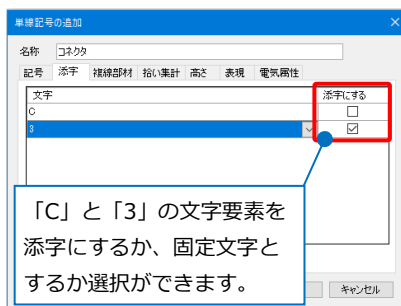 単線記号の追加
名称 コネクタ
記号 添字 複線部材 拾い集計 高さ 表現 電気属性
文字 添字にする
C
3
「C」と「3」の文字要素を
添字にするか、固定文字と
するか選択ができます。
キャンセル